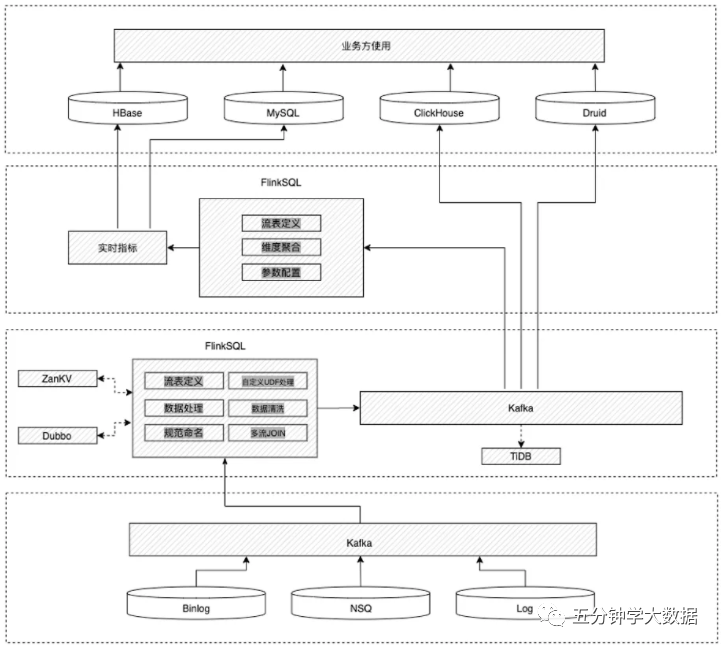 业务方使用
HBase
MySQL
ClickHouse
Druid
FlinkSQL
流表定义
维度聚合
参数配置
实时指标
FlinkSQL
ZanKV
Dubbo
流表定义
自定义UDF处理
数据处理
数据清洗
规范命名
多流JOIN
Kafka
TiDB
Kafka
Binlog
NSQ
Log
五分钟学大数据